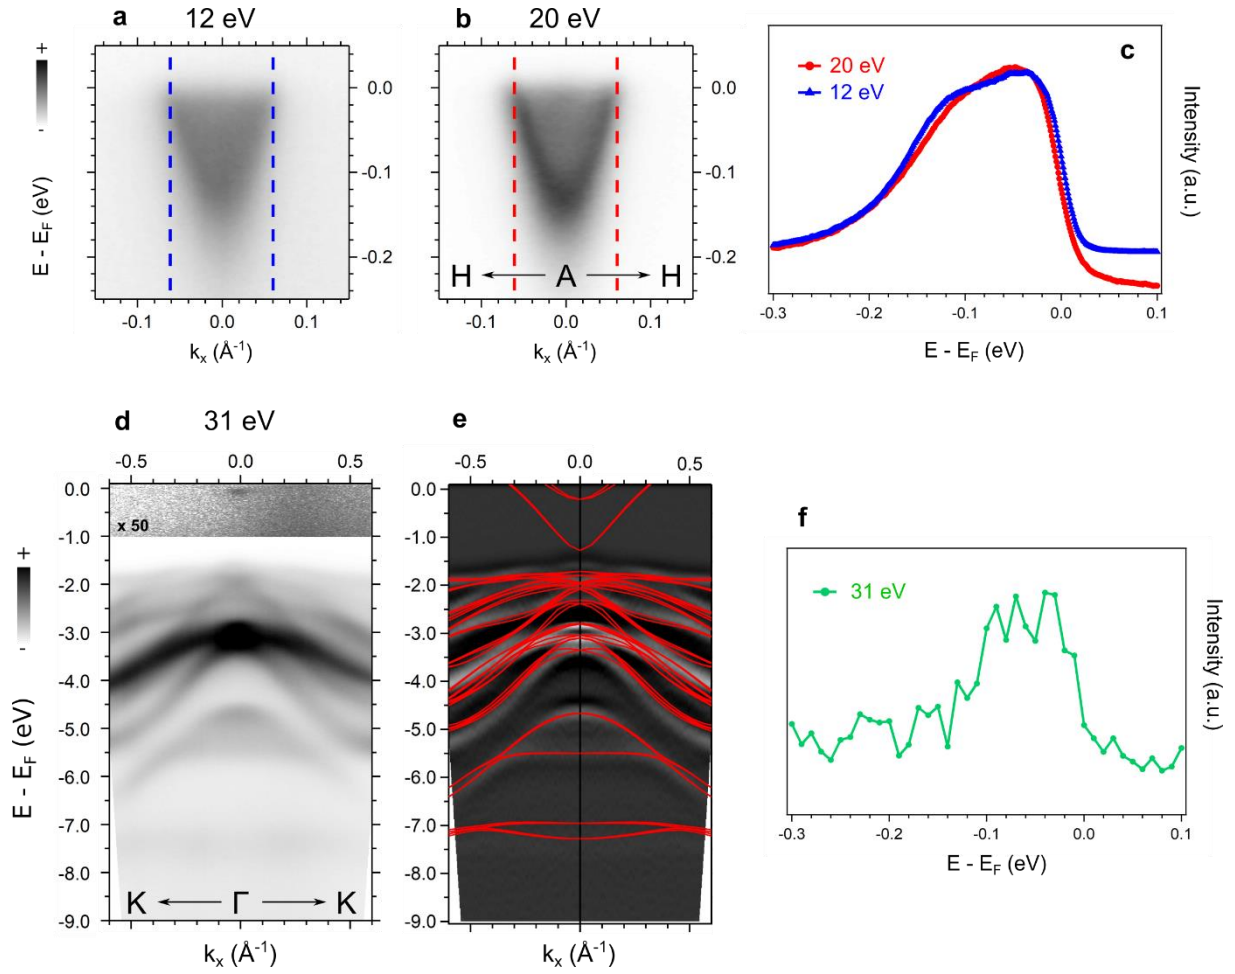 a 12 eV
+
-
E - E_F (eV)
0.0
-0.1
-0.2
-0.1 0.0 0.1
k_x (Å⁻¹)
b 20 eV
0.0
-0.1
-0.2
H ← A → H
-0.1 0.0 0.1
k_x (Å⁻¹)
c
20 eV
12 eV
Intensity (a.u.)
-0.3 -0.2 -0.1 0.0 0.1
E - E_F (eV)
d 31 eV
-0.5 0.0 0.5
+
-
E - E_F (eV)
0.0
x 50
-1.0
-2.0
-3.0
-4.0
-5.0
-6.0
-7.0
-8.0
-9.0
K ← Γ → K
k_x (Å⁻¹)
e
-0.5 0.0 0.5
0.0
-1.0
-2.0
-3.0
-4.0
-5.0
-6.0
-7.0
-8.0
-9.0
k_x (Å⁻¹)
f
31 eV
Intensity (a.u.)
-0.3 -0.2 -0.1 0.0 0.1
E - E_F (eV)